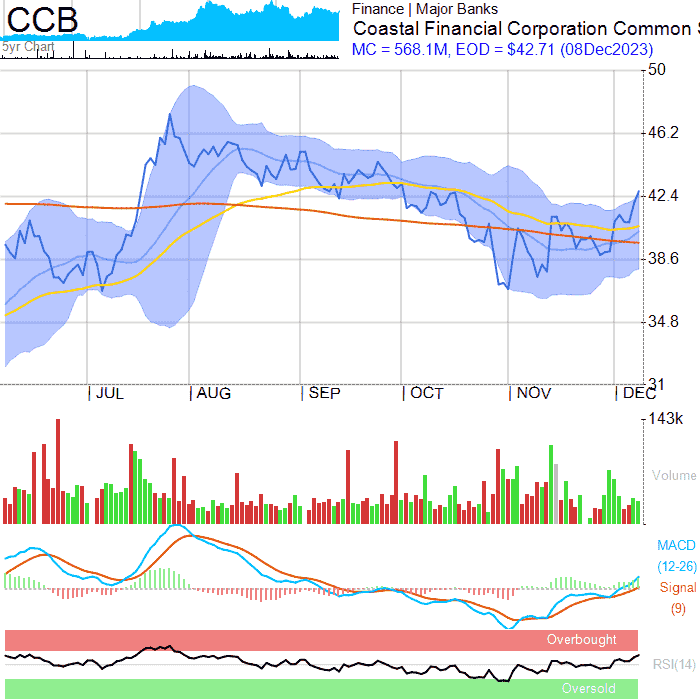 CCB
5yr Chart
Finance | Major Banks
Coastal Financial Corporation Common S
MC = 568.1M, EOD = $42.71 (08Dec2023)
50
46.2
42.4
38.6
34.8
31
JUL AUG SEP OCT NOV DEC
143k
Volume
MACD
(12-26)
Signal
(9)
Overbought
RSI(14)
Oversold